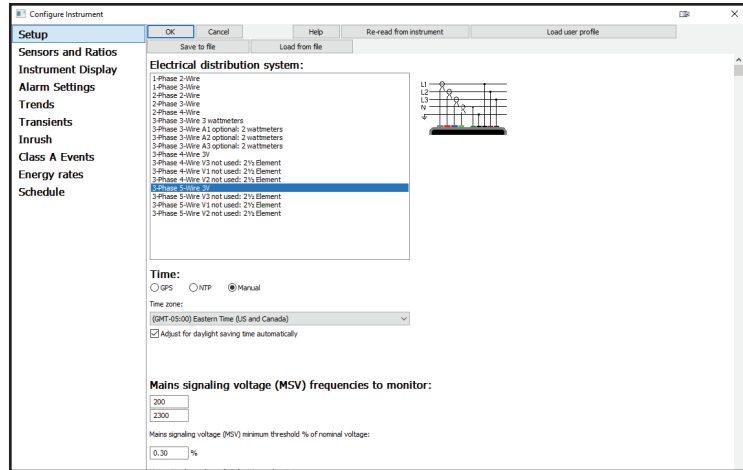 Configure Instrument
Setup
Sensors and Ratios
Instrument Display
Alarm Settings
Trends
Transients
Inrush
Class A Events
Energy rates
Schedule
OK Cancel Help Re-read from instrument Load user profile
Save to file Load from file
Electrical distribution system:
1-Phase 2-Wire
1-Phase 3-Wire
2-Phase 2-Wire
2-Phase 3-Wire
2-Phase 4-Wire
3-Phase 3-Wire 3 wattmeters
3-Phase 3-Wire A1 optional: 2 wattmeters
3-Phase 3-Wire A2 optional: 2 wattmeters
3-Phase 3-Wire A3 optional: 2 wattmeters
3-Phase 4-Wire 3V
3-Phase 4-Wire V3 not used: 2½ Element
3-Phase 4-Wire V1 not used: 2½ Element
3-Phase 4-Wire V2 not used: 2½ Element
3-Phase 5-Wire 3V
3-Phase 5-Wire V3 not used: 2½ Element
3-Phase 5-Wire V1 not used: 2½ Element
3-Phase 5-Wire V2 not used: 2½ Element
L1
L2
L3
N
Time:
GPS NTP Manual
Time zone:
(GMT-05:00) Eastern Time (US and Canada)
Adjust for daylight saving time automatically
Mains signaling voltage (MSV) frequencies to monitor:
200
2300
Mains signaling voltage (MSV) minimum threshold % of nominal voltage:
0.30 %